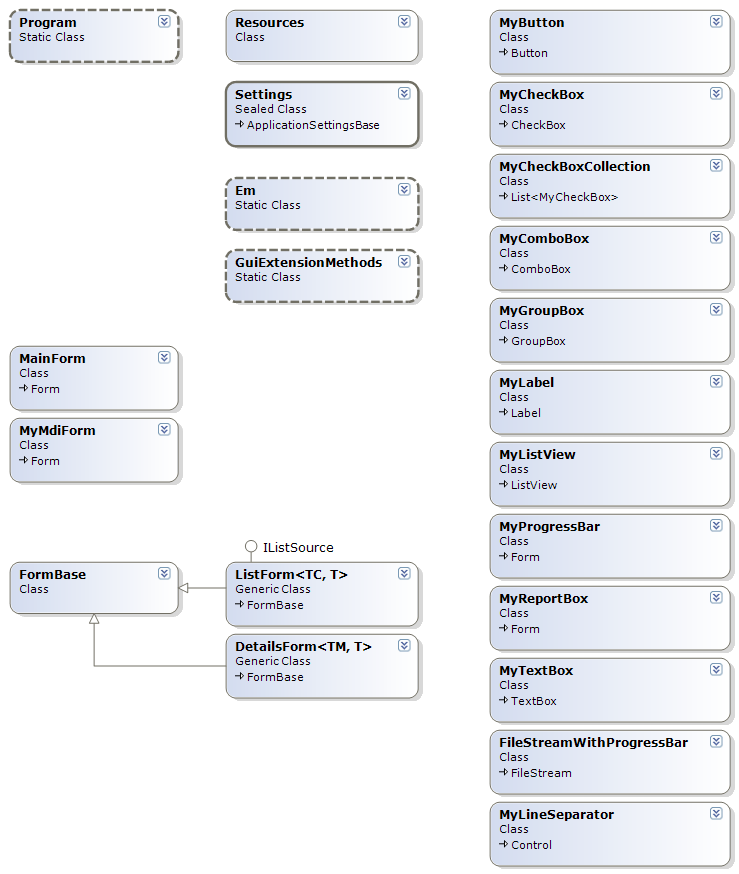 Program
Static Class
MainForm
Class
Form
MyMdiForm
Class
Form
FormBase
Class
Resources
Class
Settings
Sealed Class
ApplicationSettingsBase
Em
Static Class
GuiExtensionMethods
Static Class
IListSource
ListForm<TC, T>
Generic Class
FormBase
DetailsForm<TM, T>
Generic Class
FormBase
MyButton
Class
Button
MyCheckBox
Class
CheckBox
MyCheckBoxCollection
Class
List<MyCheckBox>
MyComboBox
Class
ComboBox
MyGroupBox
Class
GroupBox
MyLabel
Class
Label
MyListView
Class
ListView
MyProgressBar
Class
Form
MyReportBox
Class
Form
MyTextBox
Class
TextBox
FileStreamWithProgressBar
Class
FileStream
MyLineSeparator
Class
Control